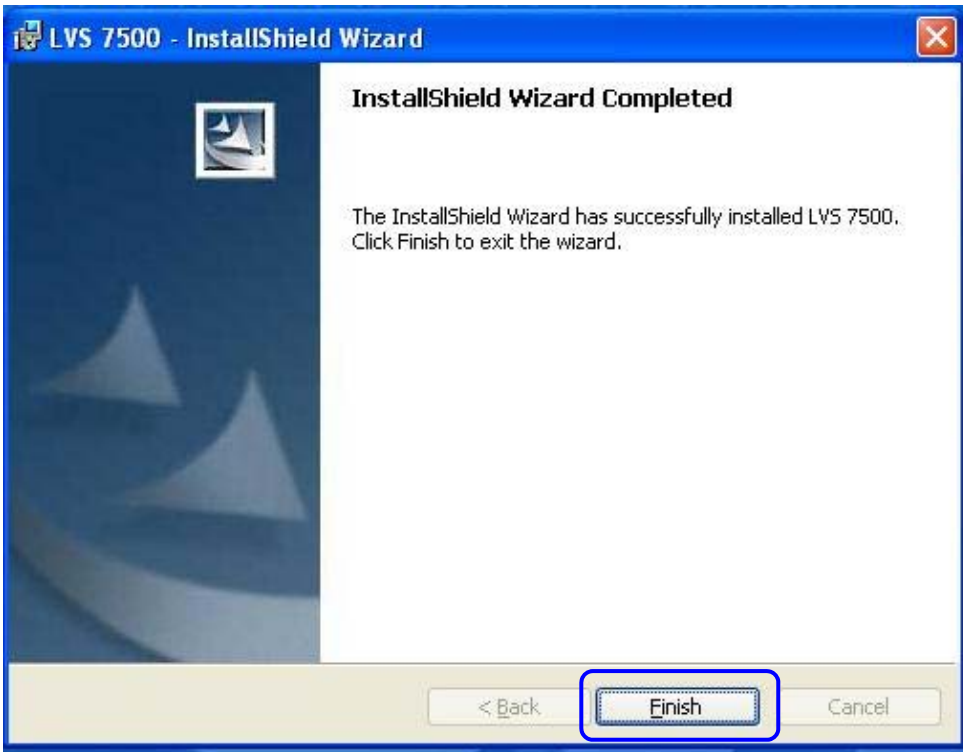 LVS 7500 - InstallShield Wizard
InstallShield Wizard Completed
The InstallShield Wizard has successfully installed LVS 7500.
Click Finish to exit the wizard.
< Back
Finish
Cancel